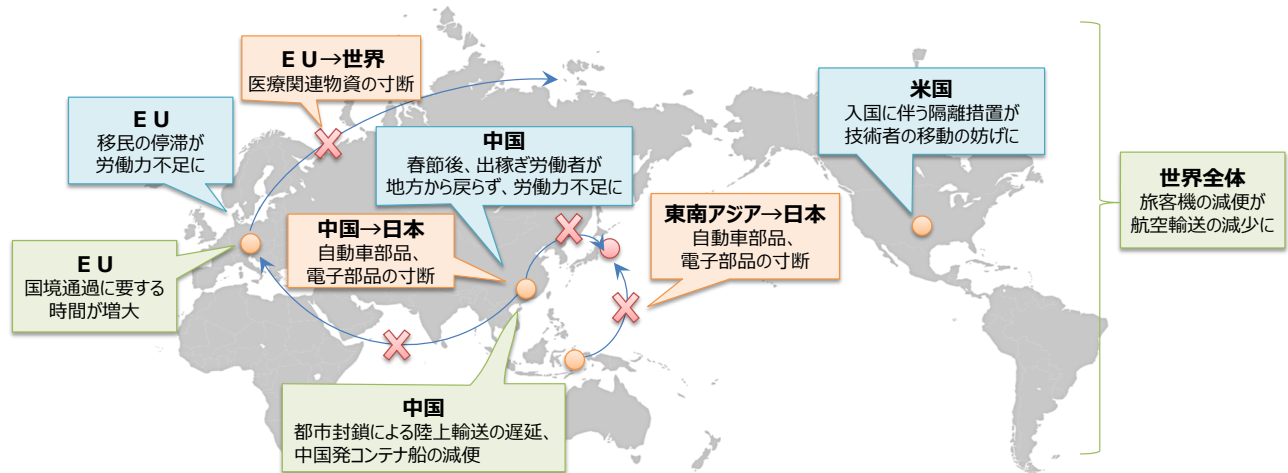 ＥＵ→世界
医療関連物資の寸断
ＥＵ
移民の停滞が
労働力不足に
中国
春節後、出稼ぎ労働者が
地方から戻らず、労働力不足に
米国
入国に伴う隔離措置が
技術者の移動の妨げに
世界全体
旅客機の減便が
航空輸送の減少に
中国→日本
自動車部品、
電子部品の寸断
東南アジア→日本
自動車部品、
電子部品の寸断
ＥＵ
国境通過に要する
時間が増大
中国
都市封鎖による陸上輸送の遅延、
中国発コンテナ船の減便